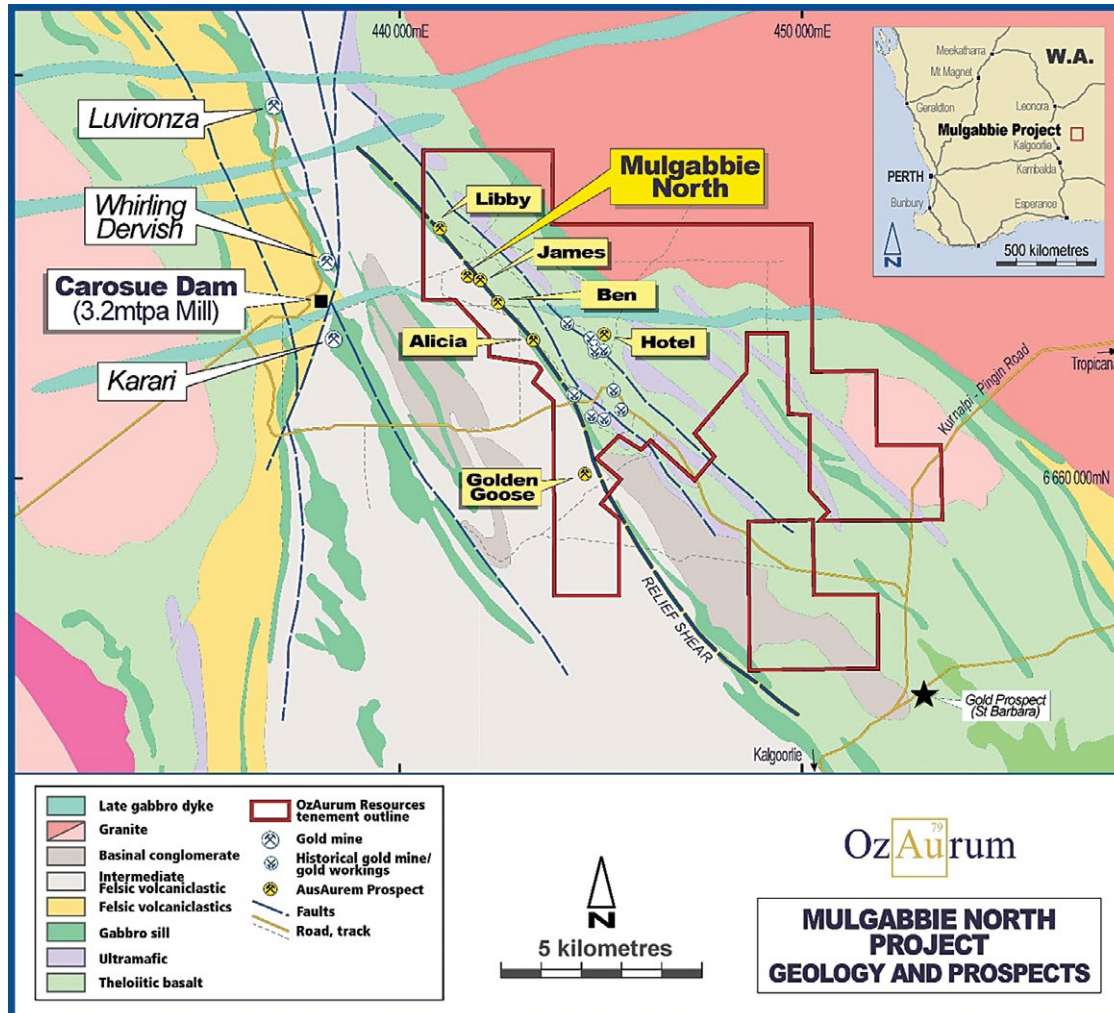 440 000mE
450 000mE
Luvironza
Whirling
Dervish
Carosue Dam
(3.2mtpa Mill)
Karari
Libby
Mulgabbie
North
James
Ben
Alicia
Hotel
Golden
Goose
RELIEF SHEAR
Kurnalpi - Pingin Road
Tropicana
6 660 000mN
Gold Prospect
(St Barbara)
Kalgoorlie
W.A.
Meekatharra
Mt Magnet
Geraldton
Leonora
Mulgabbie Project
Kalgoorlie
Kambalda
PERTH
Bunbury
Esperance
N
500 kilometres
Late gabbro dyke
Granite
Basinal conglomerate
Intermediate
Felsic volcaniclastic
Felsic volcaniclastics
Gabbro sill
Ultramafic
Theloiitic basalt
OzAurum Resources
tenement outline
Gold mine
Historical gold mine/
gold workings
AusAurem Prospect
Faults
Road, track
N
5 kilometres
79
OzAurum
MULGABBIE NORTH
PROJECT
GEOLOGY AND PROSPECTS